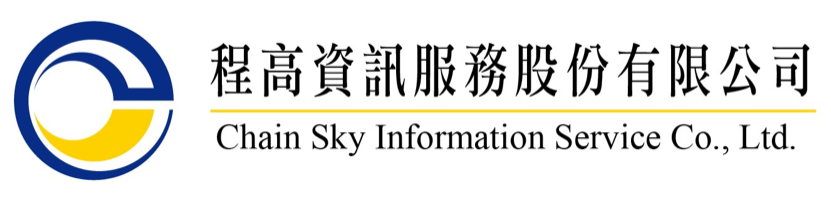 程高資訊服務股份有限公司
Chain Sky Information Service Co., Ltd.